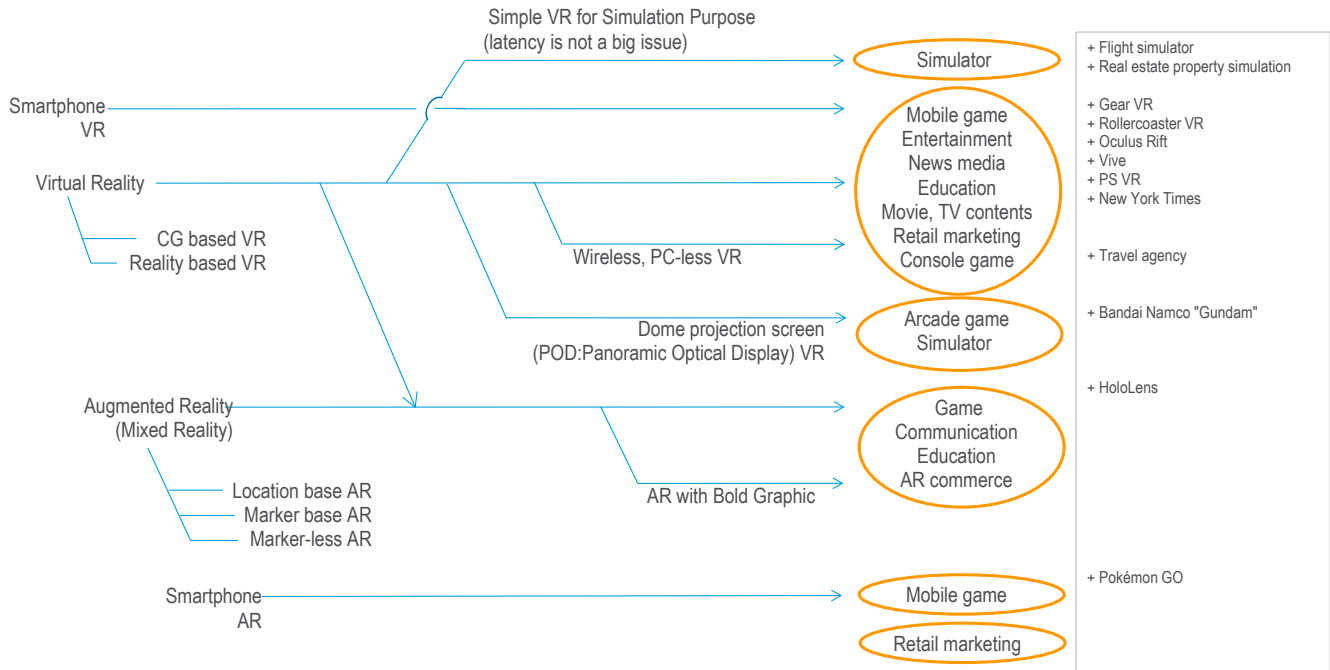 Simple VR for Simulation Purpose
(latency is not a big issue)
Smartphone
VR
Virtual Reality
CG based VR
Reality based VR
Wireless, PC-less VR
Dome projection screen
(POD:Panoramic Optical Display) VR
Augmented Reality
(Mixed Reality)
Location base AR
Marker base AR
Marker-less AR
AR with Bold Graphic
Smartphone
AR
Simulator
Mobile game
Entertainment
News media
Education
Movie, TV contents
Retail marketing
Console game
Arcade game
Simulator
Game
Communication
Education
AR commerce
Mobile game
Retail marketing
+ Flight simulator
+ Real estate property simulation
+ Gear VR
+ Rollercoaster VR
+ Oculus Rift
+ Vive
+ PS VR
+ New York Times
+ Travel agency
+ Bandai Namco "Gundam"
+ HoloLens
+ Pokémon GO